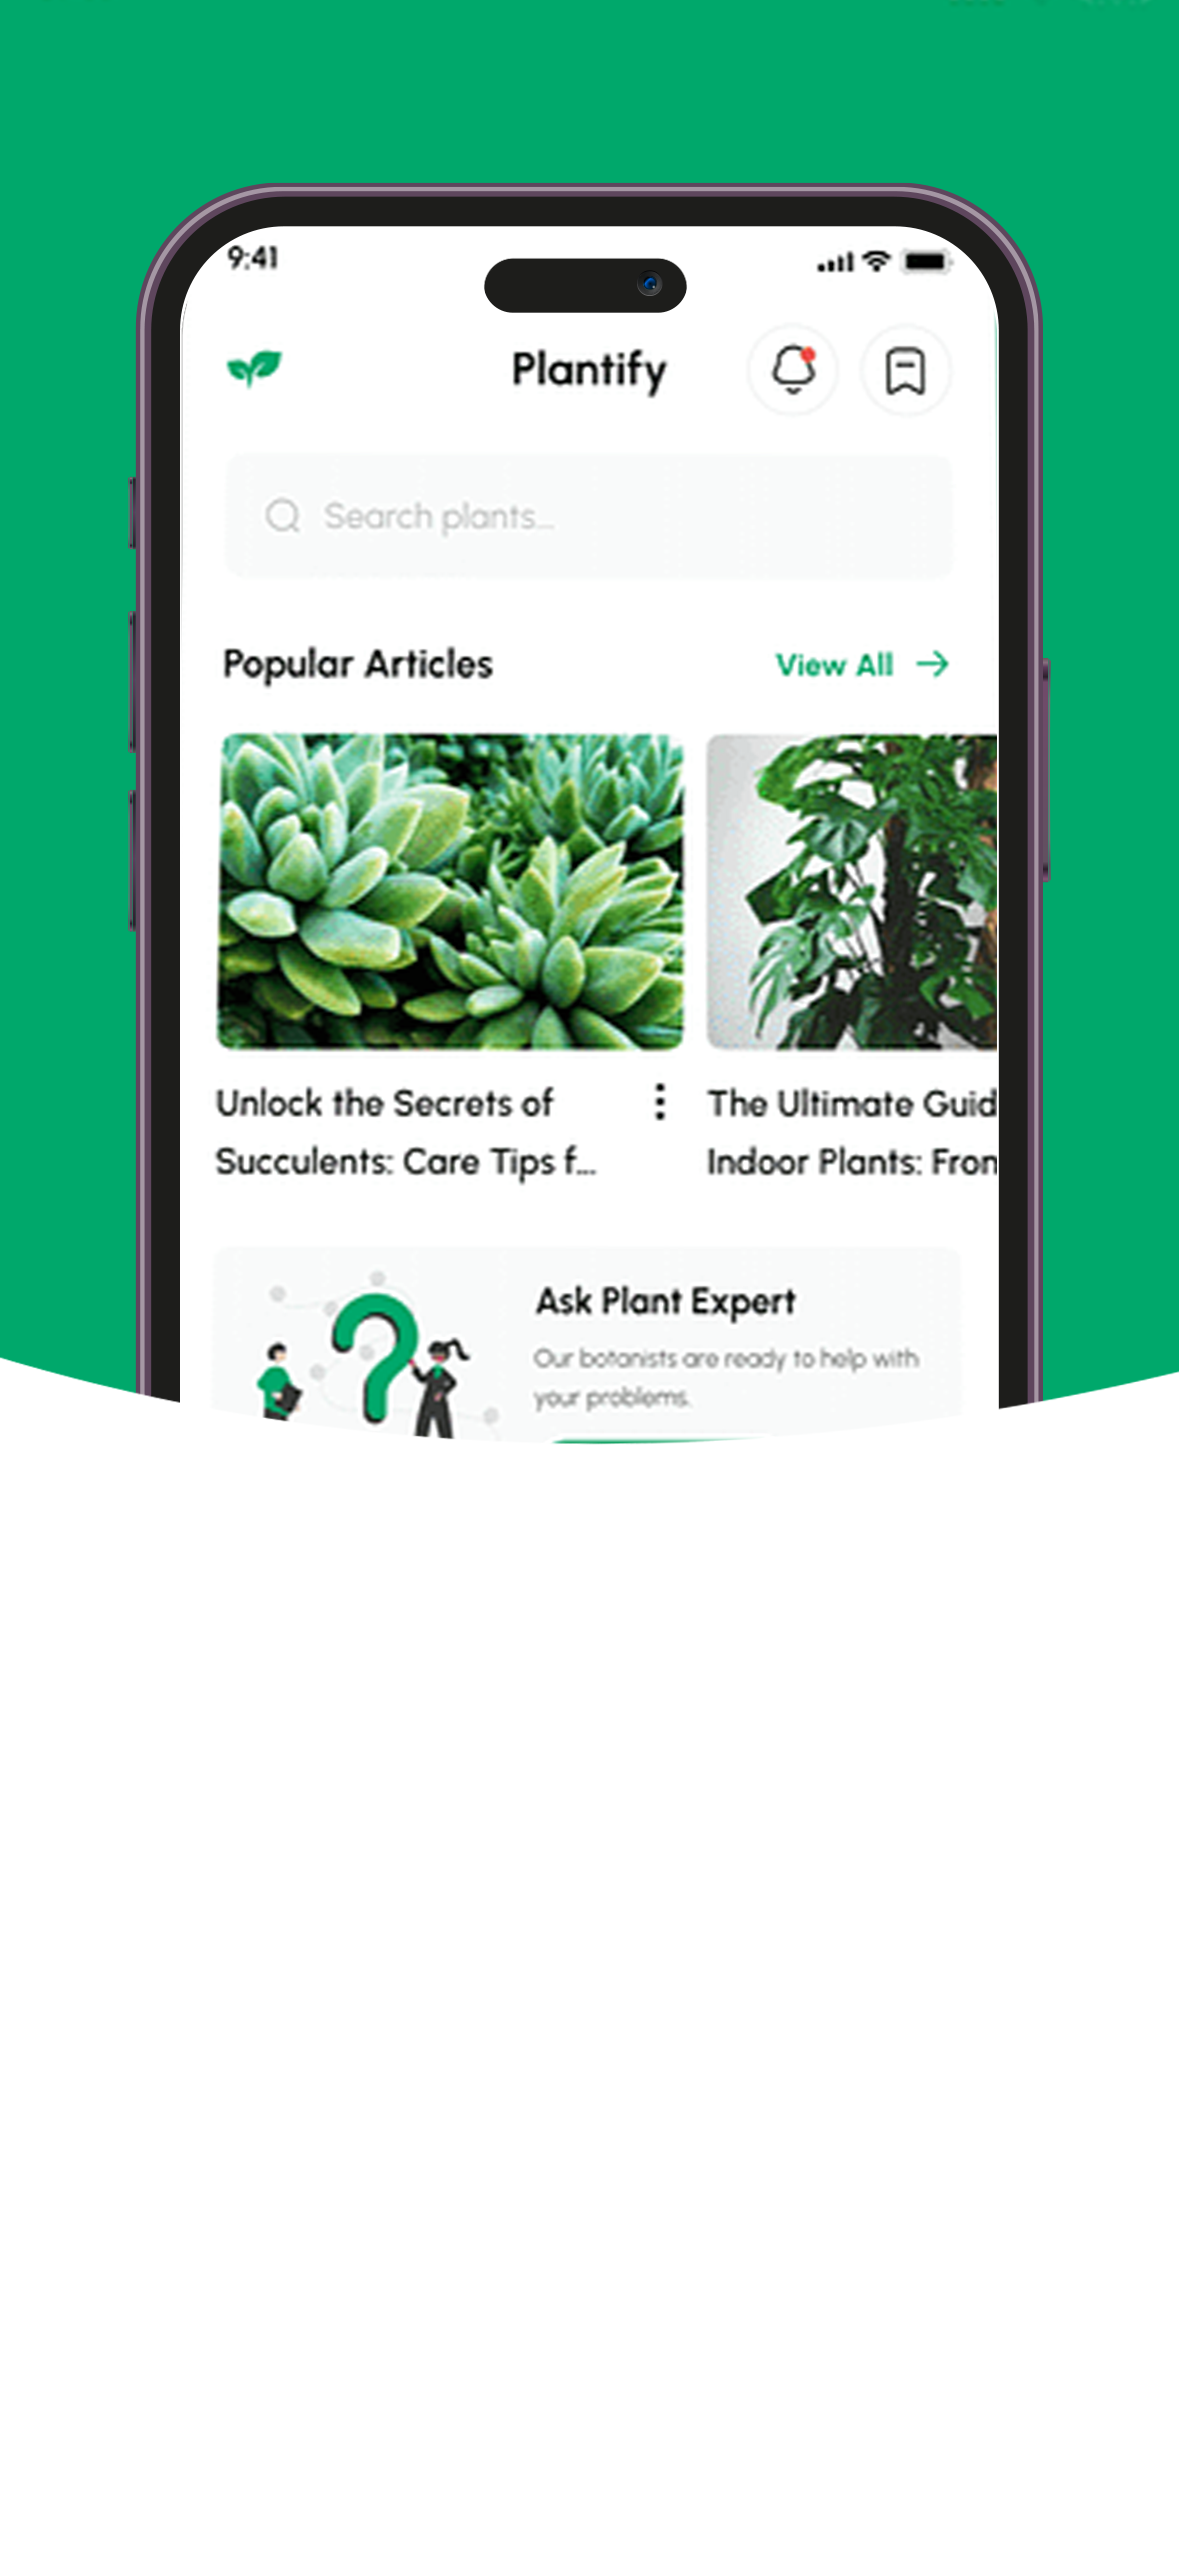 9:41
Plantify
Search plants...
Popular Articles
View All
Unlock the Secrets of
Succulents: Care Tips f...
The Ultimate Guid
Indoor Plants: Fron
Ask Plant Expert
Our botanists are ready to help with
your problems.